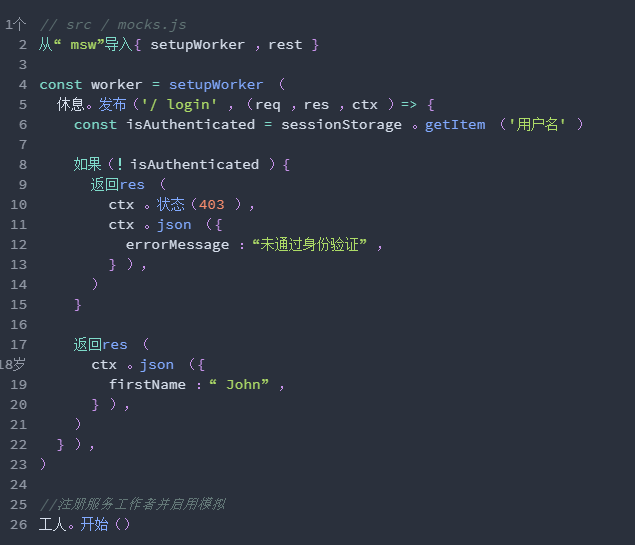 1个 // src / mocks.js
2 从“ msw”导入{ setupWorker ，rest }
3
4 const worker = setupWorker （
5 休息。发布（'/ login' ，（req ，res ，ctx ）=> {
6 const isAuthenticated = sessionStorage 。getItem （'用户名' ）
7
8 如果（! isAuthenticated ）{
9 返回res （
10 ctx 。状态（403 ），
11 ctx 。json （{
12 errorMessage ：“未通过身份验证” ，
13 } ），
14 ）
15 }
16
17 返回res （
18岁 ctx 。json （{
19 firstName ：“ John” ，
20 } ），
21 ）
22 } ），
23 ）
24
25 //注册服务工作者并启用模拟
26 工人。开始（）